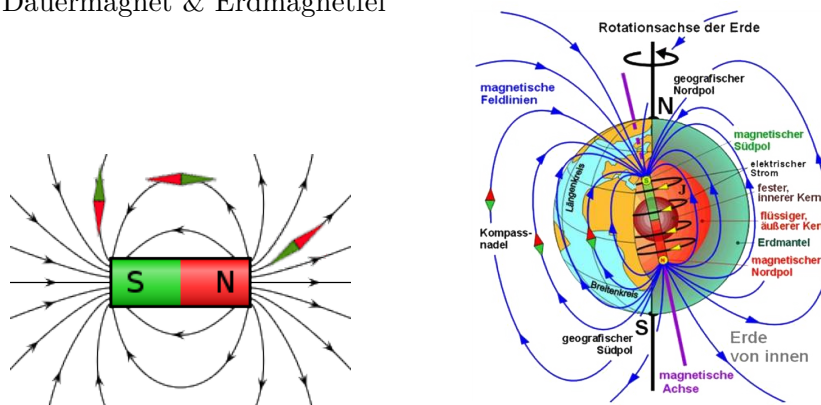 Dauermagnet & Erdmagnetfel
S N
Rotationsachse der Erde
magnetische
Feldlinien
geografischer
Nordpol
N
magnetischer
Südpol
elektrischer
Strom
fester,
innerer Kern
flüssiger,
äußerer Ker
Erdmantel
magnetischer
Nordpol
Längenkreis
J
S
N
Kompass-
nadel
Breitenkreis
S
geografischer
Südpol
Erde
von innen
magnetische
Achse